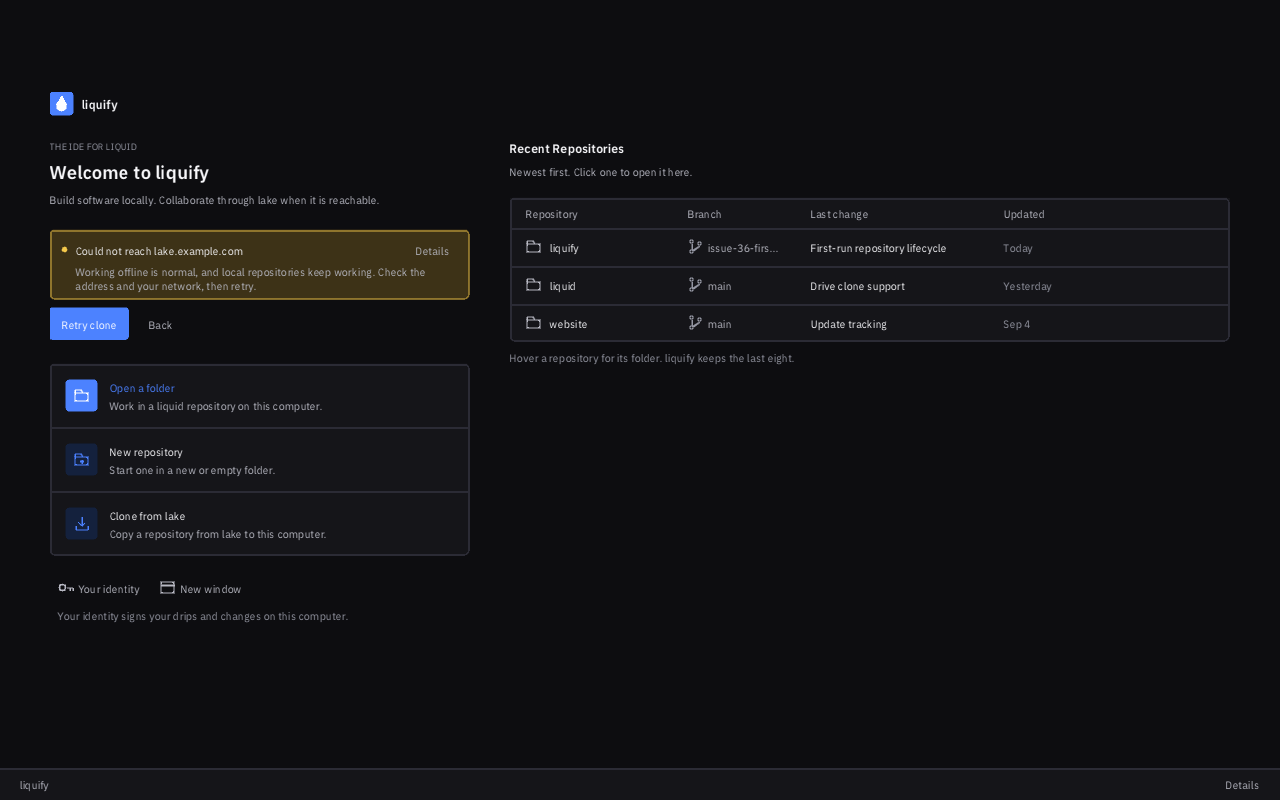 liquify
THE IDE FOR LIQUID
Welcome to liquify
Build software locally. Collaborate through lake when it is reachable.
Could not reach lake.example.com
Details
Working offline is normal, and local repositories keep working. Check the
address and your network, then retry.
Retry clone
Back
Open a folder
Work in a liquid repository on this computer.
New repository
Start one in a new or empty folder.
Clone from lake
Copy a repository from lake to this computer.
Your identity
New window
Your identity signs your drips and changes on this computer.
Recent Repositories
Newest first. Click one to open it here.
Repository Branch Last change Updated
liquify issue-36-firs... First-run repository lifecycle Today
liquid main Drive clone support Yesterday
website main Update tracking Sep 4
Hover a repository for its folder. liquify keeps the last eight.
liquify
Details